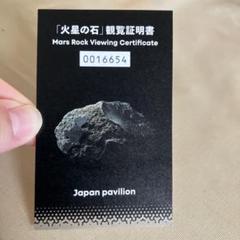 「火星の石」観覧証明書
Mars Rock Viewing Certificate
0016654
Japan pavilion